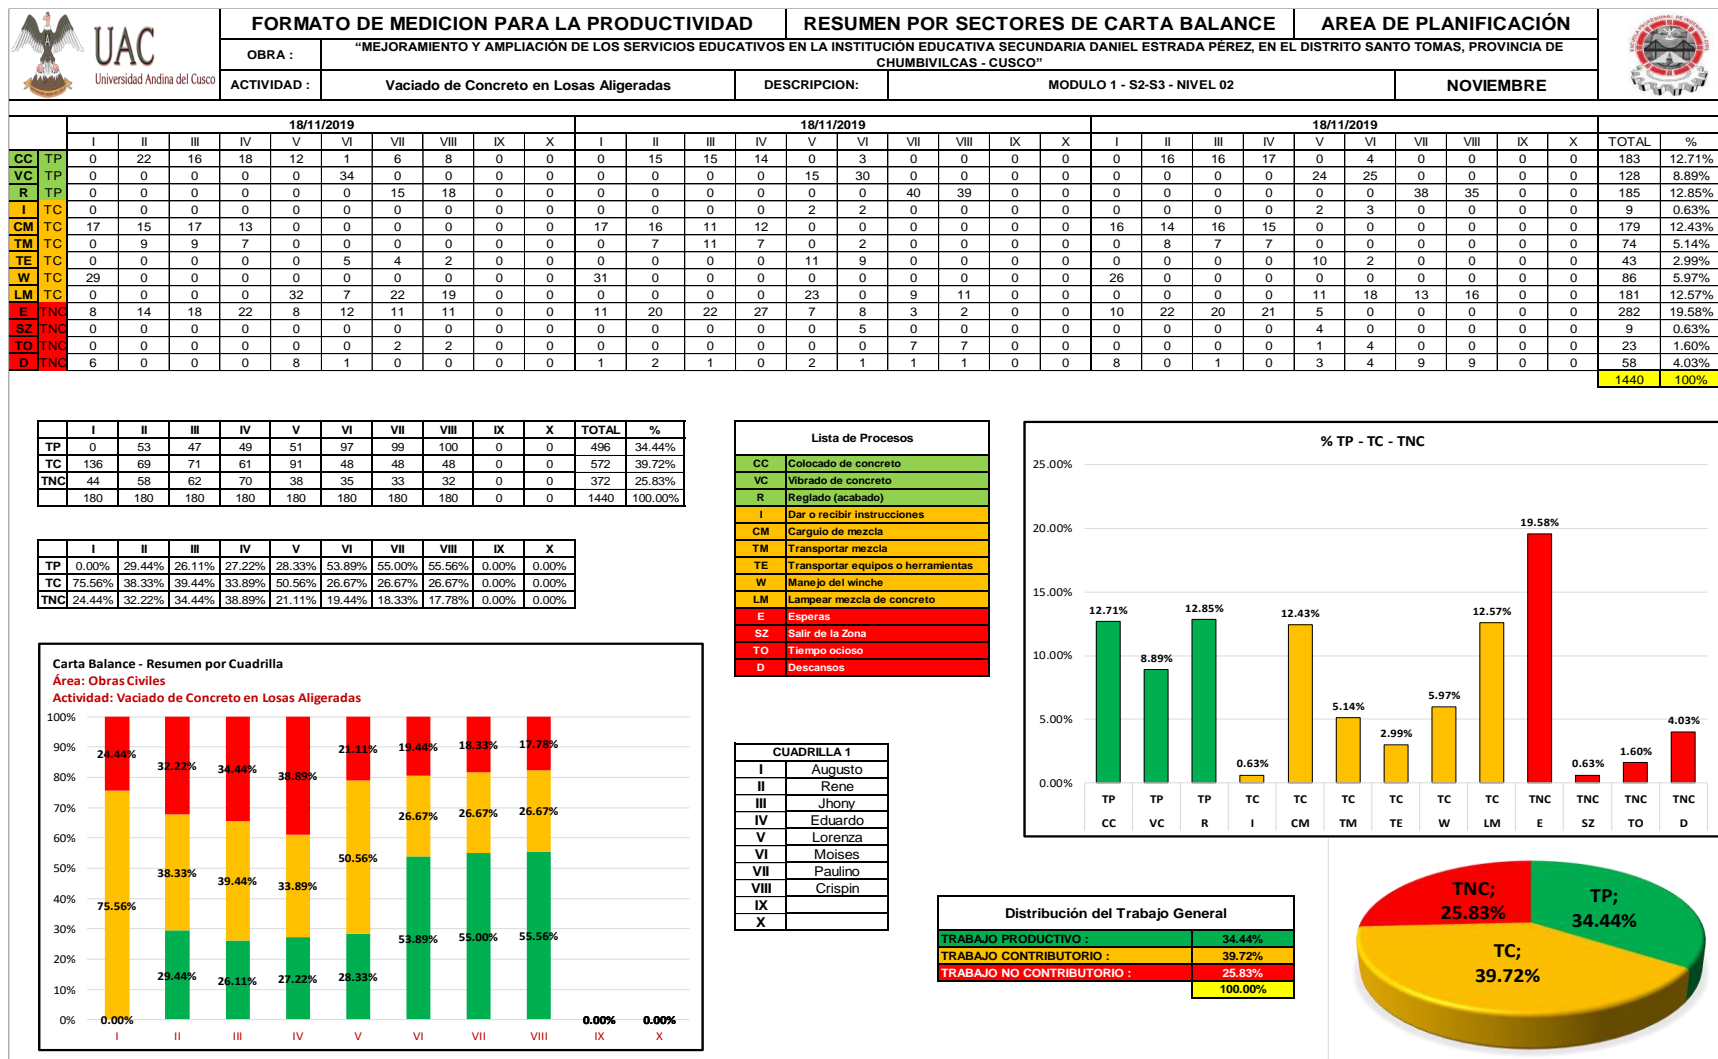 UAC
Universidad Andina del Cusco
FORMATO DE MEDICION PARA LA PRODUCTIVIDAD RESUMEN POR SECTORES DE CARTA BALANCE AREA DE PLANIFICACIÓN
OBRA : “MEJORAMIENTO Y AMPLIACIÓN DE LOS SERVICIOS EDUCATIVOS EN LA INSTITUCIÓN EDUCATIVA SECUNDARIA DANIEL ESTRADA PÉREZ, EN EL DISTRITO SANTO TOMAS, PROVINCIA DE
CHUMBIVILCAS - CUSCO”
ACTIVIDAD : Vaciado de Concreto en Losas Aligeradas DESCRIPCION: MODULO 1 - S2-S3 - NIVEL 02 NOVIEMBRE
18/11/2019 18/11/2019 18/11/2019
I II III IV V VI VII VIII IX X I II III IV V VI VII VIII IX X I II III IV V VI VII VIII IX X TOTAL %
CC TP 0 22 16 18 12 1 6 8 0 0 0 15 15 14 0 3 0 0 0 0 0 16 16 17 0 4 0 0 0 0 183 12.71%
VC TP 0 0 0 0 0 34 0 0 0 0 0 0 0 0 15 30 0 0 0 0 0 0 0 0 24 25 0 0 0 0 128 8.89%
R TP 0 0 0 0 0 0 15 18 0 0 0 0 0 0 0 0 40 39 0 0 0 0 0 0 0 0 38 35 0 0 185 12.85%
I TC 0 0 0 0 0 0 0 0 0 0 0 0 0 0 2 2 0 0 0 0 0 0 0 0 2 3 0 0 0 0 9 0.63%
CM TC 17 15 17 13 0 0 0 0 0 0 17 16 11 12 0 0 0 0 0 0 16 14 16 15 0 0 0 0 0 0 179 12.43%
TM TC 0 9 9 7 0 0 0 0 0 0 0 7 11 7 0 2 0 0 0 0 0 8 7 7 0 0 0 0 0 0 74 5.14%
TE TC 0 0 0 0 0 5 4 2 0 0 0 0 0 0 11 9 0 0 0 0 0 0 0 0 10 2 0 0 0 0 43 2.99%
W TC 29 0 0 0 0 0 0 0 0 0 31 0 0 0 0 0 0 0 0 0 26 0 0 0 0 0 0 0 0 0 86 5.97%
LM TC 0 0 0 0 32 7 22 19 0 0 0 0 0 0 23 0 9 11 0 0 0 0 0 0 11 18 13 16 0 0 181 12.57%
E TNC 8 14 18 22 8 12 11 11 0 0 11 20 22 27 7 8 3 2 0 0 10 22 20 21 5 0 0 0 0 0 282 19.58%
SZ TNC 0 0 0 0 0 0 0 0 0 0 0 0 0 0 0 5 0 0 0 0 0 0 0 0 4 0 0 0 0 0 9 0.63%
TO TNC 0 0 0 0 0 0 2 2 0 0 0 0 0 0 0 0 7 7 0 0 0 0 0 0 1 4 0 0 0 0 23 1.60%
D TNC 6 0 0 0 8 1 0 0 0 0 1 2 1 0 2 1 1 1 0 0 8 0 1 0 3 4 9 9 0 0 58 4.03%
1440 100%
I II III IV V VI VII VIII IX X TOTAL %
TP 0 53 47 49 51 97 99 100 0 0 496 34.44%
TC 136 69 71 61 91 48 48 48 0 0 572 39.72%
TNC 44 58 62 70 38 35 33 32 0 0 372 25.83%
180 180 180 180 180 180 180 180 0 0 1440 100.00%
I II III IV V VI VII VIII IX X
TP 0.00% 29.44% 26.11% 27.22% 28.33% 53.89% 55.00% 55.56% 0.00% 0.00%
TC 75.56% 38.33% 39.44% 33.89% 50.56% 26.67% 26.67% 26.67% 0.00% 0.00%
TNC 24.44% 32.22% 34.44% 38.89% 21.11% 19.44% 18.33% 17.78% 0.00% 0.00%
Lista de Procesos
CC Colocado de concreto
VC Vibrado de concreto
R Reglado (acabado)
I Dar o recibir instrucciones
CM Carguio de mezcla
TM Transportar mezcla
TE Transportar equipos o herramientas
W Manejo del winche
LM Lampear mezcla de concreto
E Esperas
SZ Salir de la Zona
TO Tiempo ocioso
D Descansos
% TP - TC - TNC
25.00%
20.00%
15.00%
10.00%
5.00%
0.00%
12.71% 8.89% 12.85% 0.63% 12.43% 5.14% 2.99% 5.97% 12.57% 19.58% 0.63% 1.60% 4.03%
TP TP TP TC TC TC TC TC TC TNC TNC TNC TNC
CC VC R I CM TM TE W LM E SZ TO D
Carta Balance - Resumen por Cuadrilla
Área: Obras Civiles
Actividad: Vaciado de Concreto en Losas Aligeradas
100%
90%
80%
70%
60%
50%
40%
30%
20%
10%
0%
24.44% 32.22% 34.44% 38.89% 21.11% 19.44% 18.33% 17.78%
75.56% 38.33% 39.44% 33.89% 50.56% 26.67% 26.67% 26.67%
0.00% 29.44% 26.11% 27.22% 28.33% 53.89% 55.00% 55.56% 0.00% 0.00%
I II III IV V VI VII VIII IX X
CUADRILLA 1
I Augusto
II Rene
III Jhony
IV Eduardo
V Lorenza
VI Moises
VII Paulino
VIII Crispin
IX
X
Distribución del Trabajo General
TRABAJO PRODUCTIVO : 34.44%
TRABAJO CONTRIBUTORIO : 39.72%
TRABAJO NO CONTRIBUTORIO : 25.83%
100.00%
TNC;
25.83%
TP;
34.44%
TC;
39.72%